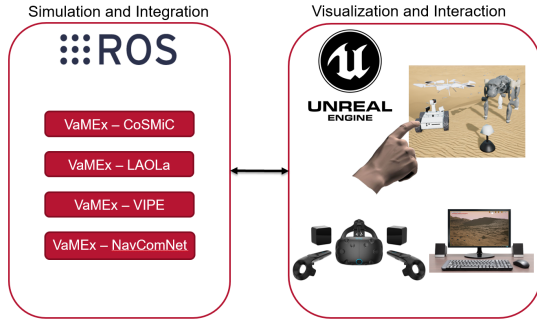 Simulation and Integration
Visualization and Interaction
ROS
UNREAL
ENGINE
VaMEx – CoSMiC
VaMEx – LAOLa
VaMEx – VIPE
VaMEx – NavComNet